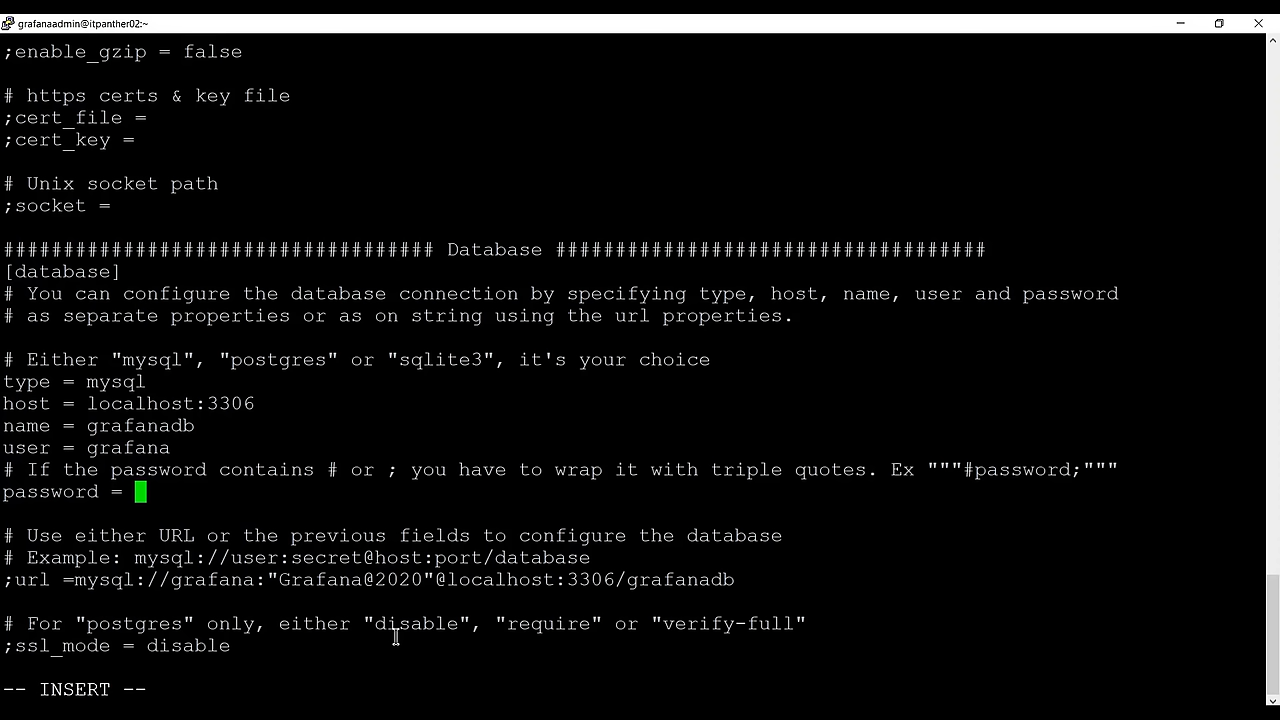 grafanaadmin@itpanther02:~
;enable_gzip = false
# https certs & key file
;cert_file =
;cert_key =
# Unix socket path
;socket =
#################################### Database ####################################
[database]
# You can configure the database connection by specifying type, host, name, user and password
# as separate properties or as on string using the url properties.
# Either "mysql", "postgres" or "sqlite3", it's your choice
type = mysql
host = localhost:3306
name = grafanadb
user = grafana
# If the password contains # or ; you have to wrap it with triple quotes. Ex """#password;"""
password =
# Use either URL or the previous fields to configure the database
# Example: mysql://user:secret@host:port/database
;url =mysql://grafana:"Grafana@2020"@localhost:3306/grafanadb
# For "postgres" only, either "disable", "require" or "verify-full"
;ssl_mode = disable
-- INSERT --